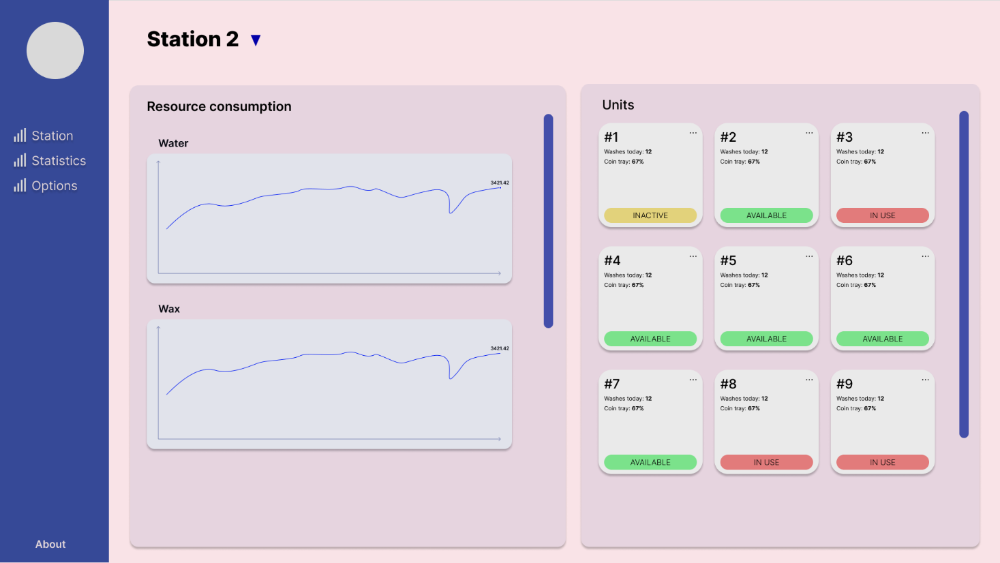 Station 2 ▼
Station
Statistics
Options
About
Resource consumption
Water
3421.42
Wax
3421.42
Units
#1 ...
Washes today: 12
Coin tray: 67%
INACTIVE
#2 ...
Washes today: 12
Coin tray: 67%
AVAILABLE
#3 ...
Washes today: 12
Coin tray: 67%
IN USE
#4 ...
Washes today: 12
Coin tray: 67%
AVAILABLE
#5 ...
Washes today: 12
Coin tray: 67%
AVAILABLE
#6 ...
Washes today: 12
Coin tray: 67%
AVAILABLE
#7 ...
Washes today: 12
Coin tray: 67%
AVAILABLE
#8 ...
Washes today: 12
Coin tray: 67%
IN USE
#9 ...
Washes today: 12
Coin tray: 67%
IN USE